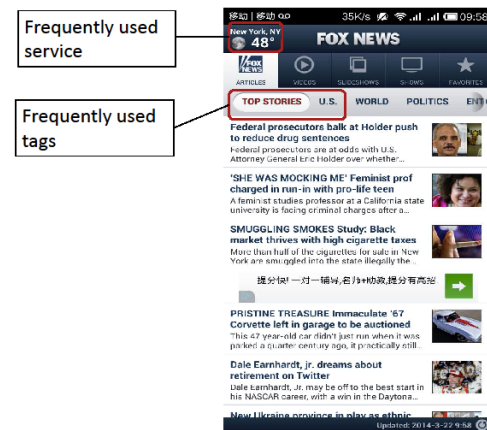 Frequently used
service
Frequently used
tags
移动 | 移动
35K/s
09:58
New York, NY
48°
FOX NEWS
FOX
NEWS
ARTICLES
VIDEOS
SLIDESHOWS
SHOWS
FAVORITES
TOP STORIES
U.S.
WORLD
POLITICS
ENT
Federal prosecutors balk at Holder push
to reduce drug sentences
Federal prosecutors are at odds with U.S.
Attorney General Eric Holder over whether...
'SHE WAS MOCKING ME' Feminist prof
charged in run-in with pro-life teen
A feminist studies professor at a California state
university is facing criminal charges after a...
SMUGGLING SMOKES Study: Black
market thrives with high cigarette taxes
More than half of the cigarettes for sale in New
York are smuggled into the state illegally the...
提分快!一对一辅导,名师+助教,提分有高招
PRISTINE TREASURE Immaculate '67
Corvette left in garage to be auctioned
This 47 year-old car didn't just run when it was
parked a quarter century ago, it practically still...
Dale Earnhardt, jr. dreams about
retirement on Twitter
Dale Earnhardt, Jr. may be off to the best start in
his NASCAR career, with a win in the Daytona...
New Ukraine province in play as ethnic
Updated: 2014-3-22 9:58